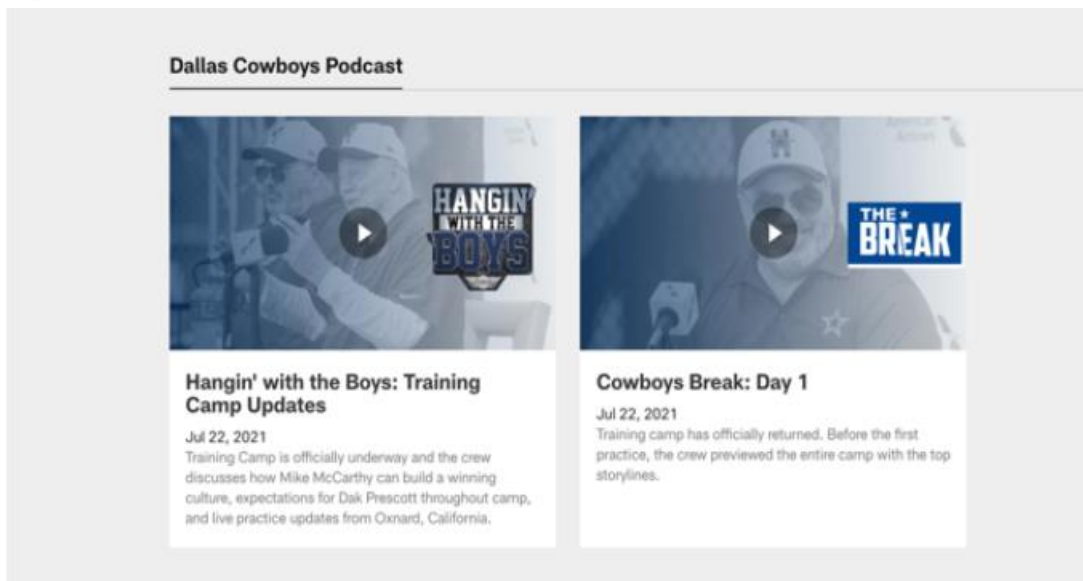 Dallas Cowboys Podcast
HANGIN'
WITH THE
BOYS
THE
BREAK
Hangin' with the Boys: Training
Camp Updates
Jul 22, 2021
Training Camp is officially underway and the crew
discusses how Mike McCarthy can build a winning
culture, expectations for Dak Prescott throughout camp,
and live practice updates from Oxnard, California.
Cowboys Break: Day 1
Jul 22, 2021
Training camp has officially returned. Before the first
practice, the crew previewed the entire camp with the top
storylines.